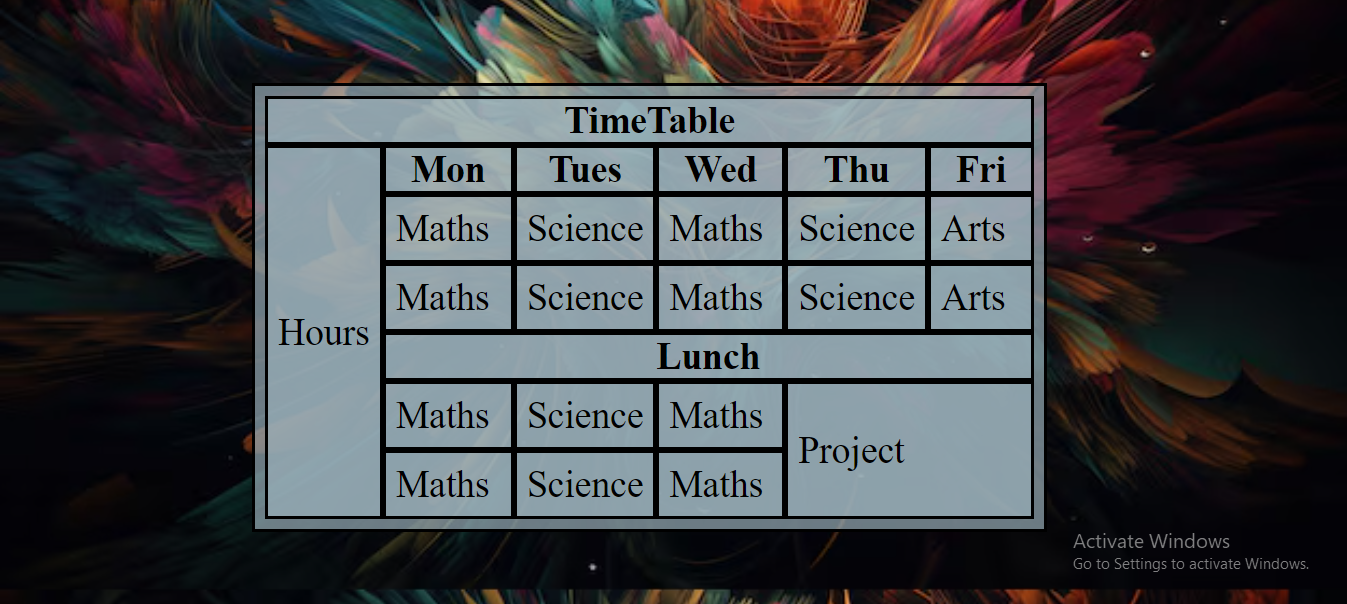 TimeTable
Mon Tues Wed Thu Fri
Maths Science Maths Science Arts
Maths Science Maths Science Arts
Hours
Lunch
Maths Science Maths
Project
Maths Science Maths
Activate Windows
Go to Settings to activate Windows.